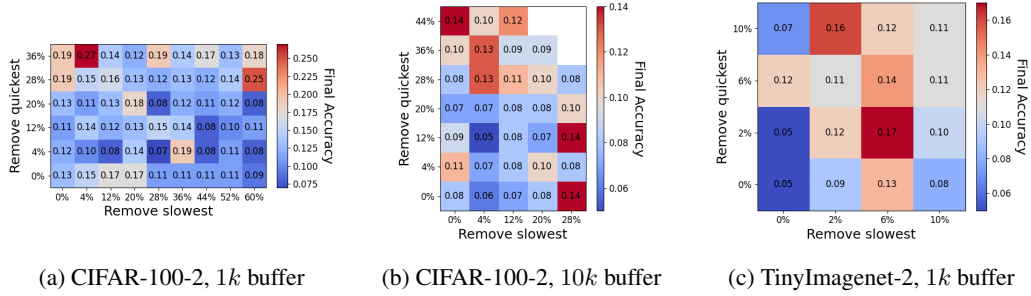 36% 0.19 0.27 0.14 0.12 0.19 0.14 0.17 0.13 0.18
28% 0.19 0.15 0.16 0.13 0.12 0.13 0.12 0.14 0.25
20% 0.13 0.11 0.13 0.18 0.08 0.12 0.11 0.12 0.08
12% 0.11 0.14 0.12 0.13 0.15 0.14 0.08 0.10 0.11
4% 0.12 0.10 0.08 0.14 0.07 0.19 0.08 0.11 0.08
0% 0.13 0.15 0.17 0.17 0.11 0.11 0.11 0.11 0.09
0% 4% 12% 20% 28% 36% 44% 52% 60%
Remove slowest
Remove quickest
0.250
0.225
0.200
0.175
0.150
0.125
0.100
0.075
Final Accuracy
(a) CIFAR-100-2, 1k buffer
44% 0.14 0.10 0.12
36% 0.10 0.13 0.09 0.09
28% 0.08 0.13 0.11 0.10 0.08
20% 0.07 0.07 0.08 0.08 0.10
12% 0.09 0.05 0.08 0.07 0.14
4% 0.11 0.07 0.08 0.10 0.08
0% 0.08 0.06 0.07 0.08 0.14
0% 4% 12% 20% 28%
Remove slowest
Remove quickest
0.14
0.12
0.10
0.08
0.06
Final Accuracy
(b) CIFAR-100-2, 10k buffer
10% 0.07 0.16 0.12 0.11
6% 0.12 0.11 0.14 0.11
2% 0.05 0.12 0.17 0.10
0% 0.05 0.09 0.13 0.08
0% 2% 6% 10%
Remove slowest
Remove quickest
0.16
0.14
0.12
0.10
0.08
0.06
Final Accuracy
(c) TinyImagenet-2, 1k buffer